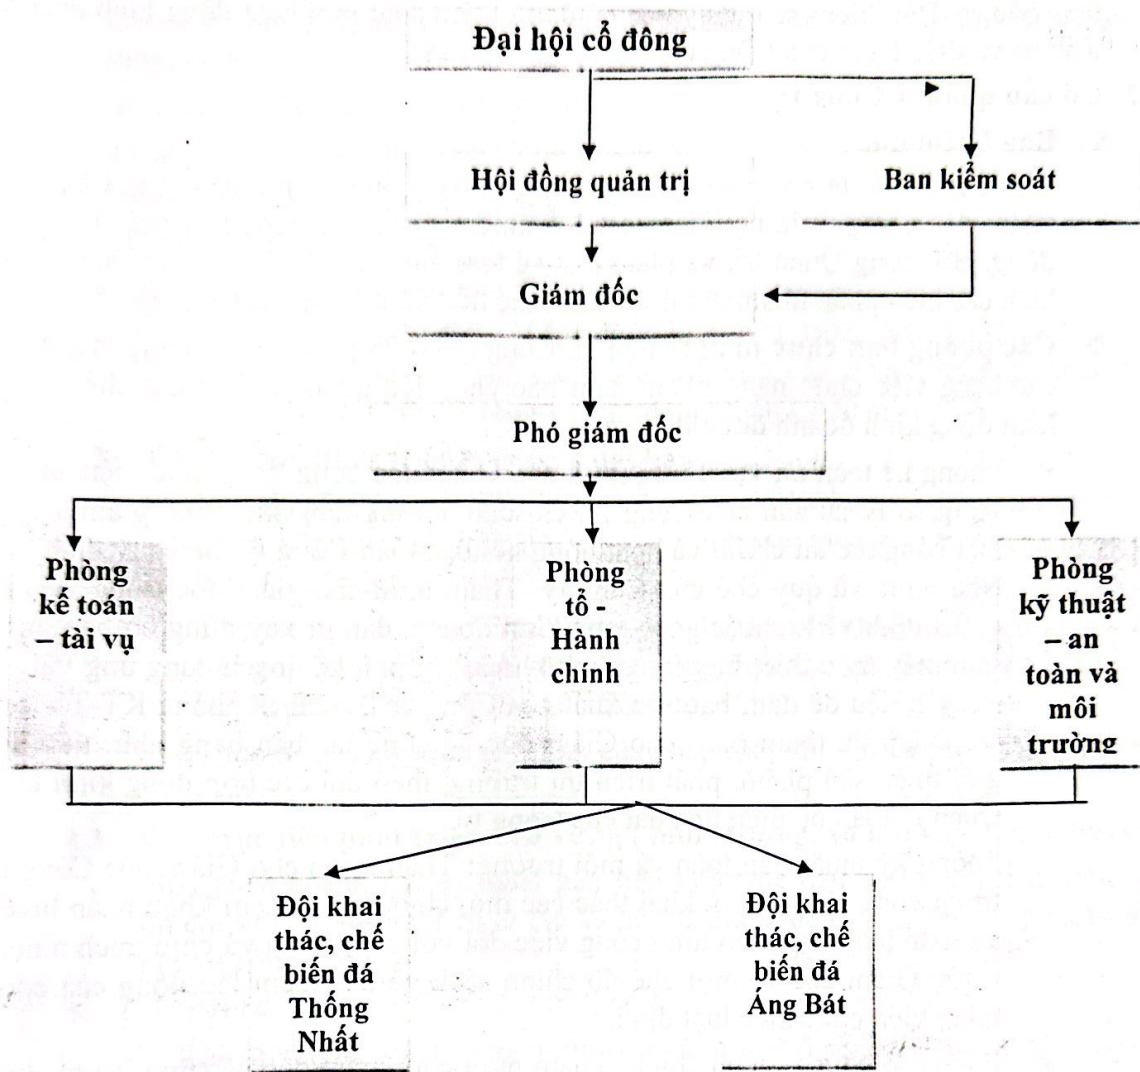 Đại hội cổ đông
Hội đồng quản trị
Ban kiểm soát
Giám đốc
Phó giám đốc
Phòng
kế toán
– tài vụ
Phòng
tổ -
Hành
chính
Phòng
kỹ thuật
– an
toàn và
môi
trường
Đội khai
thác, chế
biến đá
Thống
Nhất
Đội khai
thác, chế
biến đá
Áng Bát